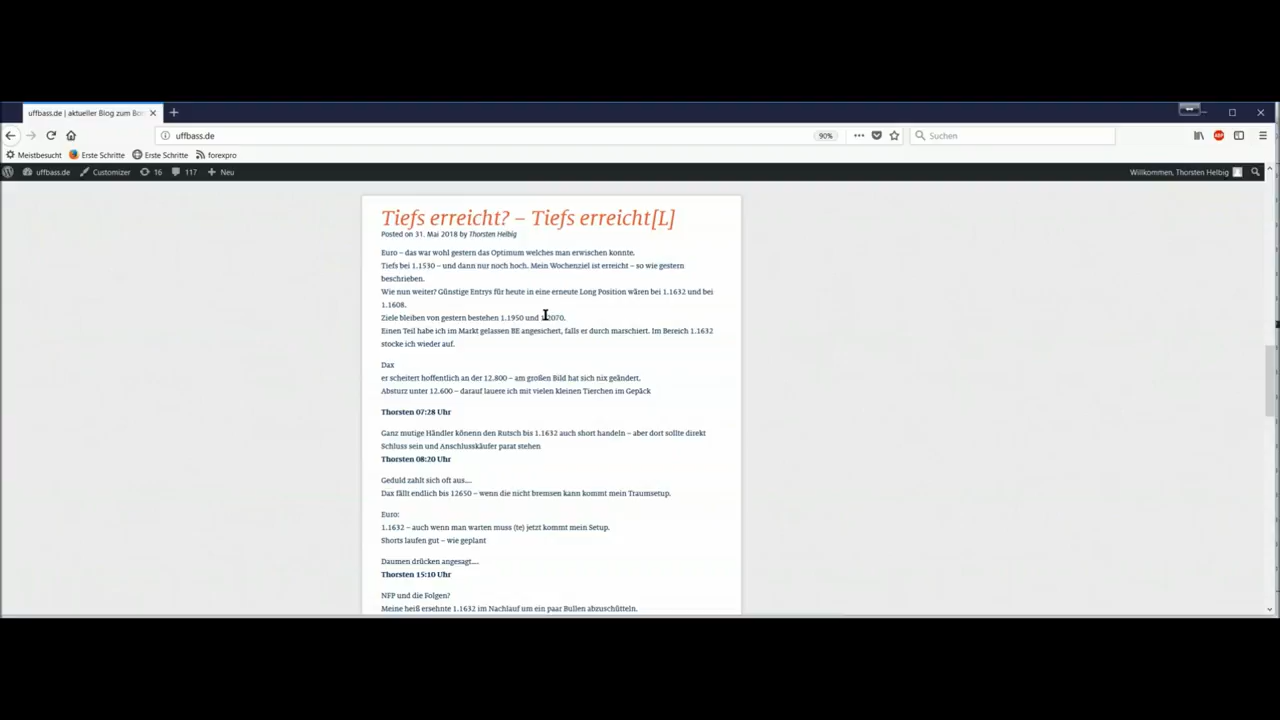 uffbass.de | aktueller Blog zum Bor
uffbass.de
90%
Suchen
Meistbesucht
Erste Schritte
Erste Schritte
forexpro
uffbass.de
Customizer
16
117
Neu
Willkommen, Thorsten Helbig
Tiefs erreicht? – Tiefs erreicht[L]
Posted on 31. Mai 2018 by Thorsten Helbig
Euro – das war wohl gestern das Optimum welches man erwischen konnte.
Tiefs bei 1.1530 – und dann nur noch hoch. Mein Wochenziel ist erreicht – so wie gestern
beschrieben.
Wie nun weiter? Günstige Entrys für heute in eine erneute Long Position wären bei 1.1632 und bei
1.1608.
Ziele bleiben von gestern bestehen 1.1950 und 1.2070.
Einen Teil habe ich im Markt gelassen BE angesichert, falls er durch marschiert. Im Bereich 1.1632
stocke ich wieder auf.
Dax
er scheitert hoffentlich an der 12.800 – am großen Bild hat sich nix geändert.
Absturz unter 12.600 – darauf lauere ich mit vielen kleinen Tierchen im Gepäck
Thorsten 07:28 Uhr
Ganz mutige Händler könenn den Rutsch bis 1.1632 auch short handeln – aber dort sollte direkt
Schluss sein und Anschlusskäufer parat stehen
Thorsten 08:20 Uhr
Geduld zahlt sich oft aus....
Dax fällt endlich bis 12650 – wenn die nicht bremsen kann kommt mein Traumsetup.
Euro:
1.1632 – auch wenn man warten muss (te) jetzt kommt mein Setup.
Shorts laufen gut – wie geplant
Daumen drücken angesagt....
Thorsten 15:10 Uhr
NFP und die Folgen?
Meine heiß ersehnte 1.1632 im Nachlauf um ein paar Bullen abzuschütteln.